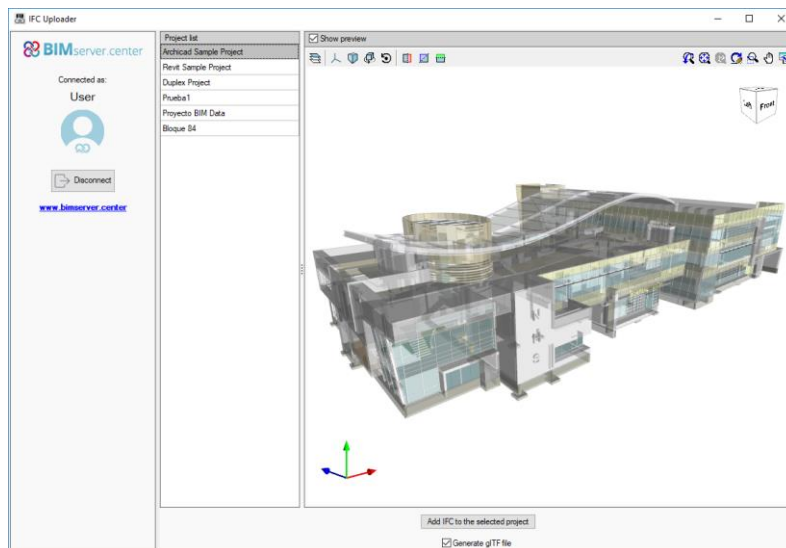 IFC Uploader
BIMserver.center
Connected as:
User
Disconnect
www.bimserver.center
Project list
Archicad Sample Project
Revit Sample Project
Duplex Project
Prueba1
Proyecto BIM Data
Bloque 84
Show preview
Left
Front
Add IFC to the selected project
Generate glTF file